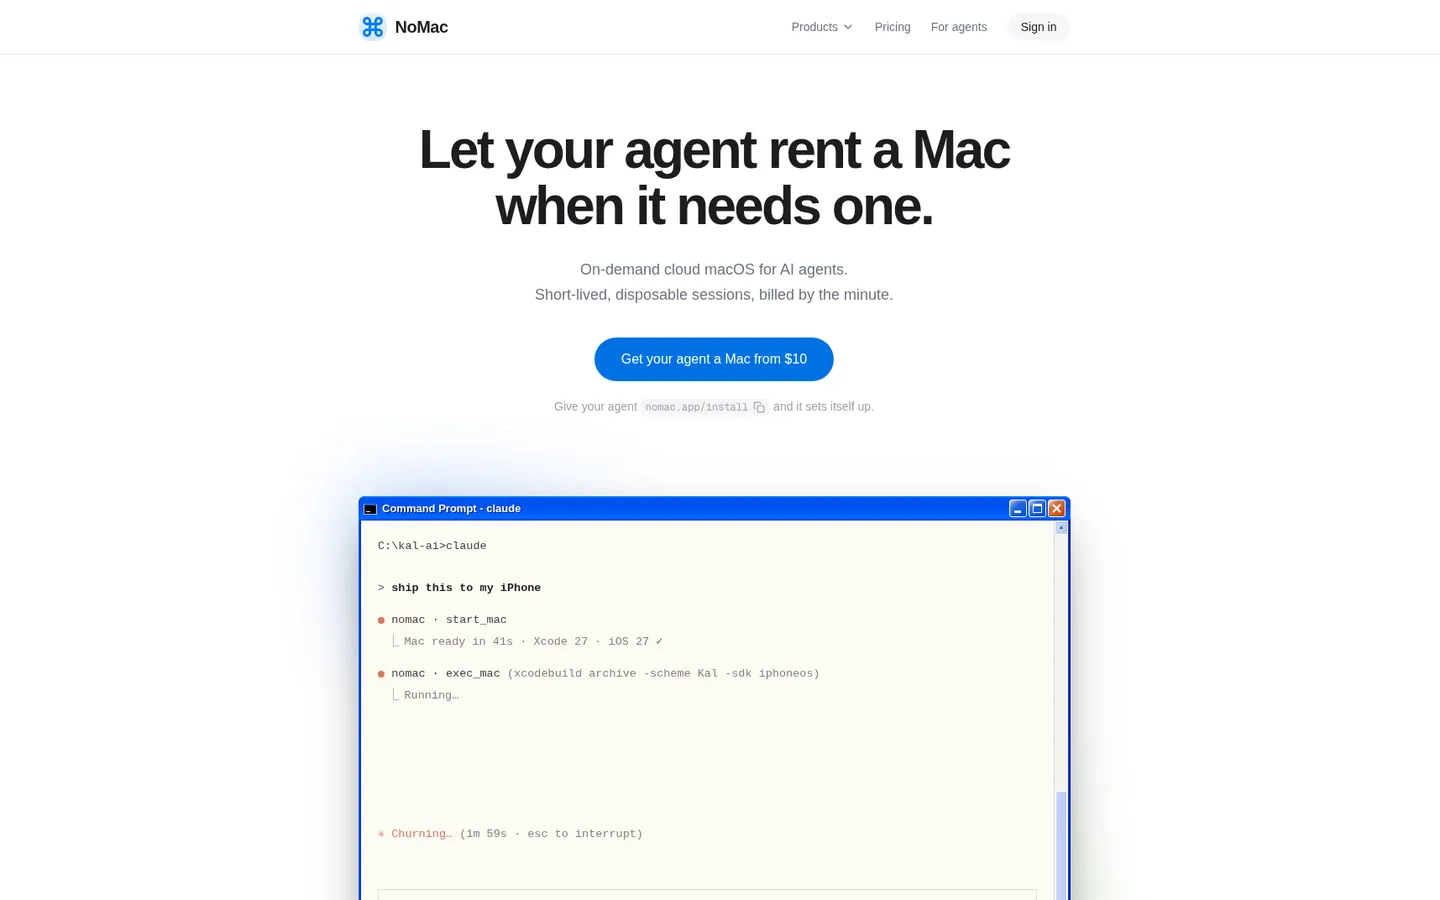 NoMac
Products
Pricing
For agents
Sign in
Let your agent rent a Mac
when it needs one.
On-demand cloud macOS for AI agents.
Short-lived, disposable sessions, billed by the minute.
Get your agent a Mac from $10
Give your agent nomac.app/install and it sets itself up.
Command Prompt - claude
C:\kal-ai>claude
> ship this to my iPhone
● nomac · start_mac
⎿ Mac ready in 41s · Xcode 27 · iOS 27 ✓
● nomac · exec_mac (xcodebuild archive -scheme Kal -sdk iphoneos)
⎿ Running…
✳ Churning… (1m 59s · esc to interrupt)